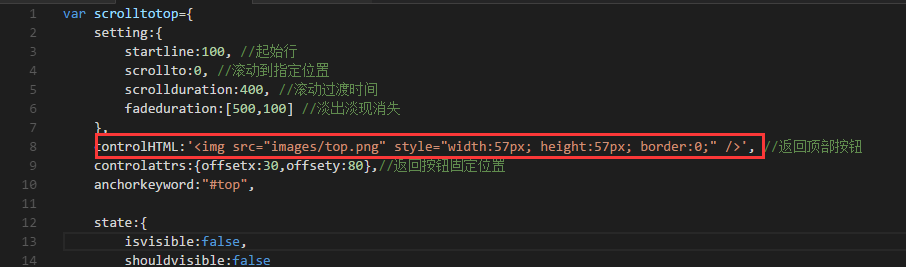 1 var scrolltotop={
2 setting:{
3 startline:100, //起始行
4 scrollto:0, //滚动到指定位置
5 scrollduration:400, //滚动过渡时间
6 fadeduration:[500,100] //淡出淡现消失
7 },
8 controlHTML:'<img src="images/top.png" style="width:57px; height:57px; border:0;" />', //返回顶部按钮
9 controlattrs:{offsetx:30,offsety:80},//返回按钮固定位置
10 anchorkeyword:"#top",
11
12 state:{
13 isvisible:false,
14 shouldvisible:false